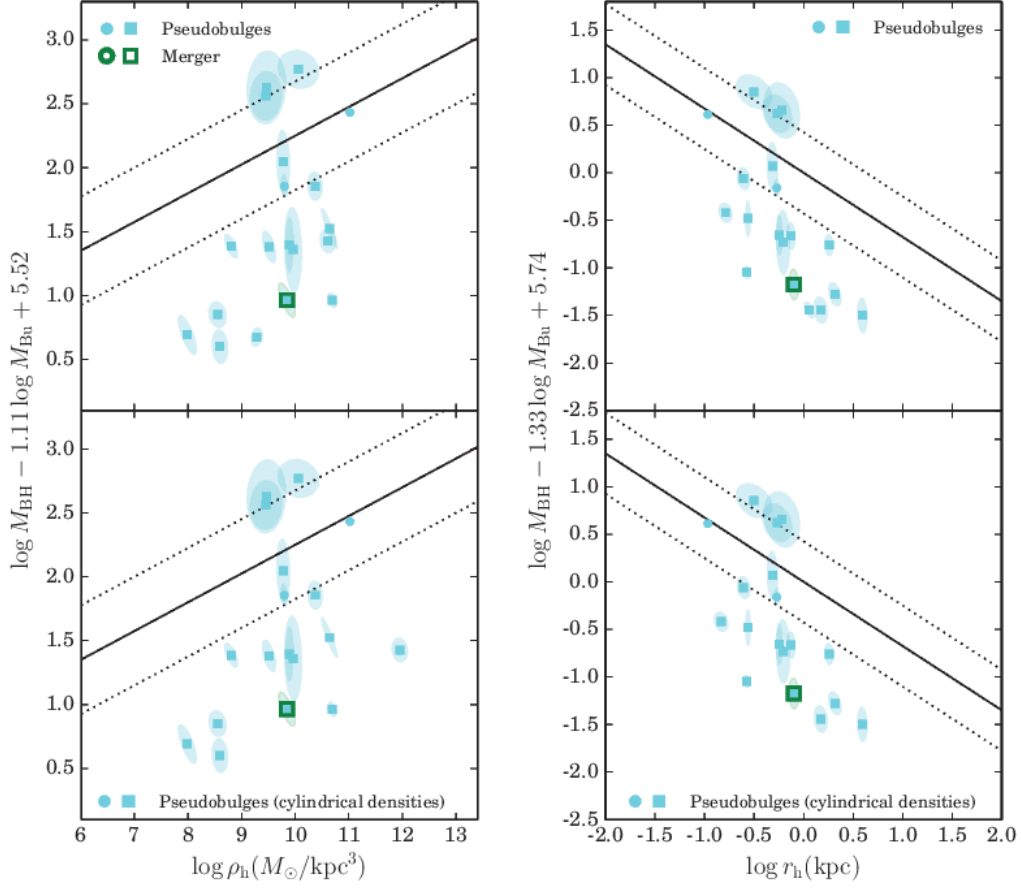 Pseudobulges
Merger
3.0
2.5
2.0
1.5
1.0
0.5
log M_BH − 1.11 log M_Bu + 5.52
3.0
2.5
2.0
1.5
1.0
0.5
Pseudobulges (cylindrical densities)
6 7 8 9 10 11 12 13
log ρ_h (M_⊙/kpc³)
Pseudobulges
1.5
1.0
0.5
0.0
-0.5
-1.0
-1.5
-2.0
-2.5
log M_BH − 1.33 log M_Bu + 5.74
1.5
1.0
0.5
0.0
-0.5
-1.0
-1.5
-2.0
-2.5
Pseudobulges (cylindrical densities)
-2.0 -1.5 -1.0 -0.5 0.0 0.5 1.0 1.5 2.0
log r_h (kpc)